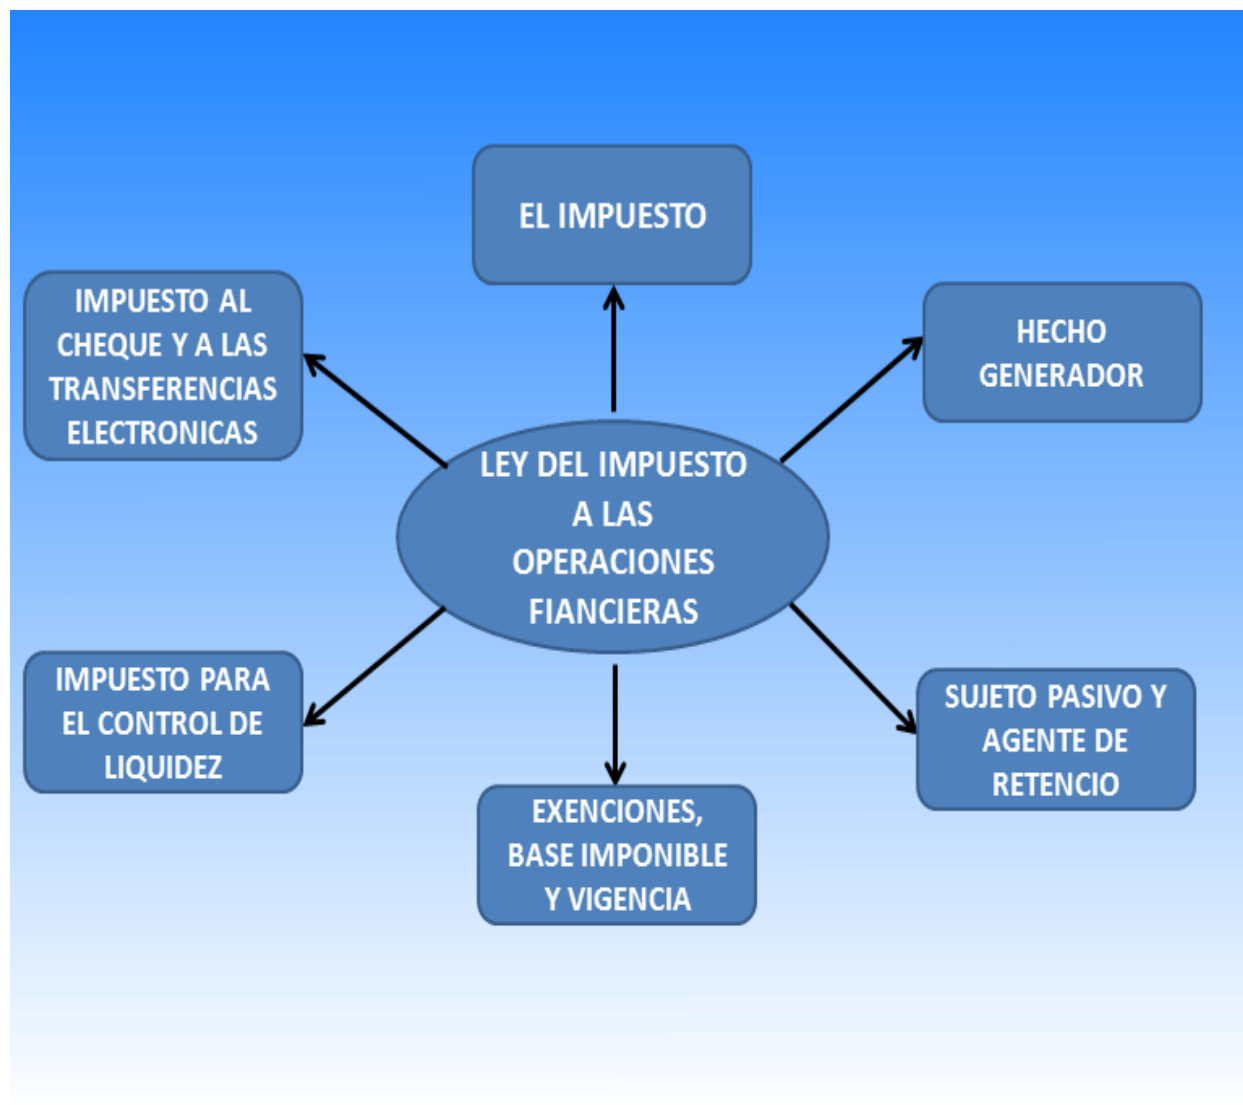 EL IMPUESTO
IMPUESTO AL
CHEQUE Y A LAS
TRANSFERENCIAS
ELECTRONICAS
HECHO
GENERADOR
LEY DEL IMPUESTO
A LAS
OPERACIONES
FIANCIERAS
IMPUESTO PARA
EL CONTROL DE
LIQUIDEZ
SUJETO PASIVO Y
AGENTE DE
RETENCIO
EXENCIONES,
BASE IMPONIBLE
Y VIGENCIA